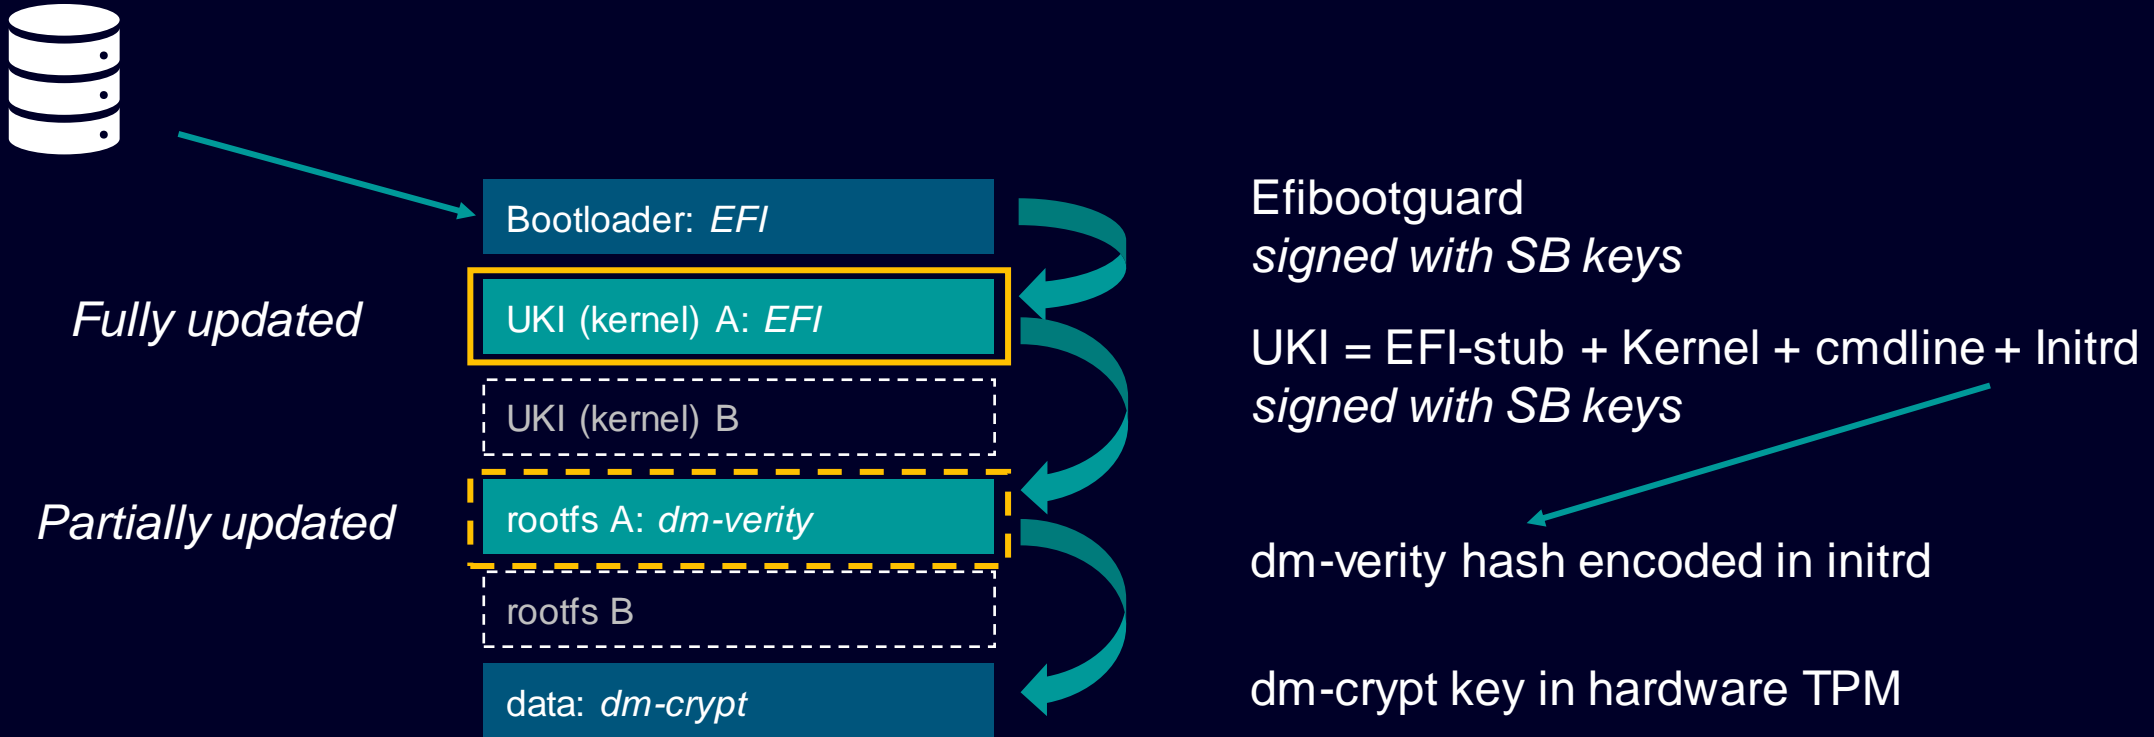 Bootloader: EFI
Fully updated
UKI (kernel) A: EFI
UKI (kernel) B
Partially updated
rootfs A: dm-verity
rootfs B
data: dm-crypt
Efibootguard
signed with SB keys
UKI = EFI-stub + Kernel + cmdline + Initrd
signed with SB keys
dm-verity hash encoded in initrd
dm-crypt key in hardware TPM